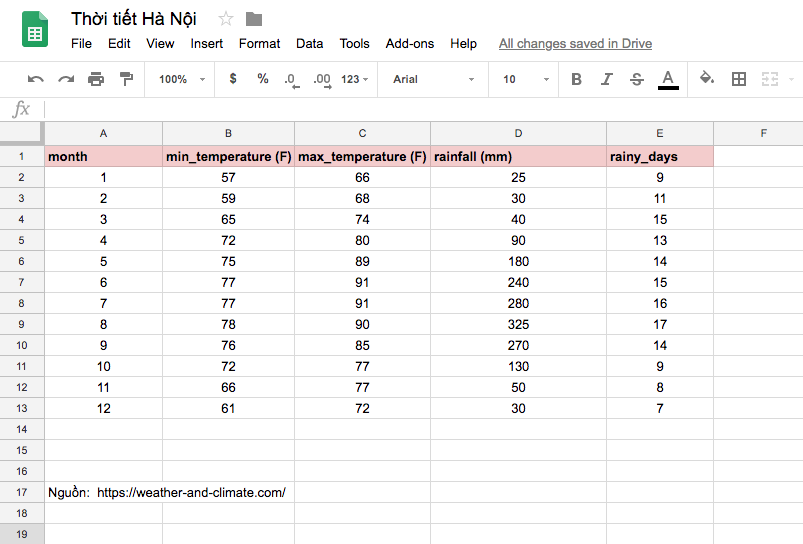 Thời tiết Hà Nội
File Edit View Insert Format Data Tools Add-ons Help All changes saved in Drive
100% $ % .0 .00 123 Arial 10 B I S A
fx
A B C D E F
1 month min_temperature (F) max_temperature (F) rainfall (mm) rainy_days
2 1 57 66 25 9
3 2 59 68 30 11
4 3 65 74 40 15
5 4 72 80 90 13
6 5 75 89 180 14
7 6 77 91 240 15
8 7 77 91 280 16
9 8 78 90 325 17
10 9 76 85 270 14
11 10 72 77 130 9
12 11 66 77 50 8
13 12 61 72 30 7
14
15
16
17 Nguồn: https://weather-and-climate.com/
18
19